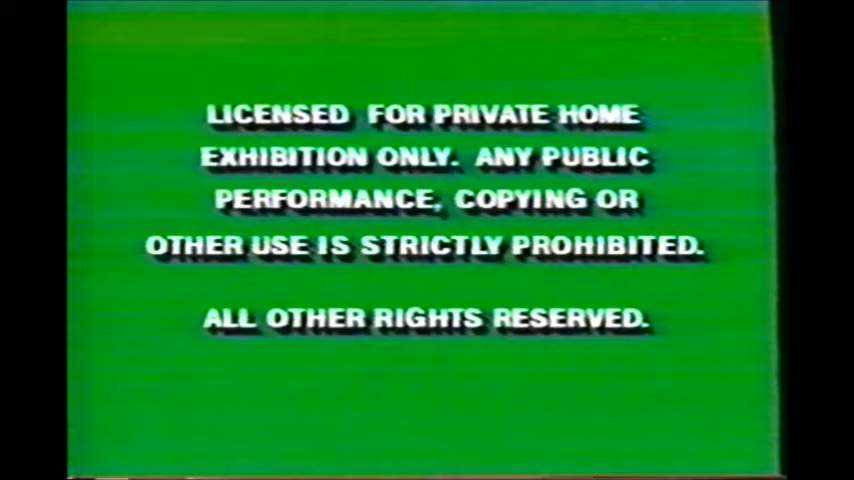 LICENSED FOR PRIVATE HOME
EXHIBITION ONLY. ANY PUBLIC
PERFORMANCE, COPYING OR
OTHER USE IS STRICTLY PROHIBITED.
ALL OTHER RIGHTS RESERVED.